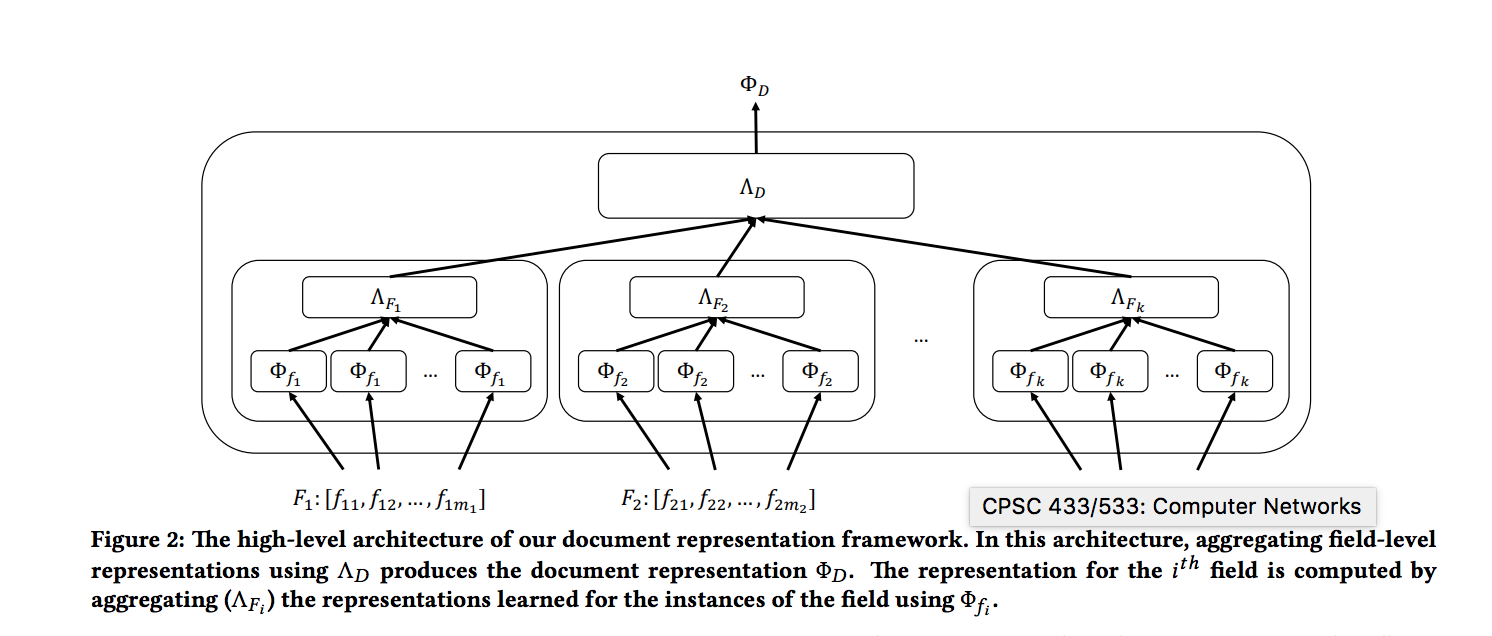 Φ_D
Λ_D
Λ_{F_1} Λ_{F_2} Λ_{F_k}
Φ_{f_1} Φ_{f_1} ... Φ_{f_1} Φ_{f_2} Φ_{f_2} ... Φ_{f_2} ... Φ_{f_k} Φ_{f_k} ... Φ_{f_k}
F_1: [f_{11}, f_{12}, ..., f_{1m_1}] F_2: [f_{21}, f_{22}, ..., f_{2m_2}] CPSC 433/533: Computer Networks
Figure 2: The high-level architecture of our document representation framework. In this architecture, aggregating field-level
representations using Λ_D produces the document representation Φ_D. The representation for the i^{th} field is computed by
aggregating (Λ_{F_i}) the representations learned for the instances of the field using Φ_{f_i}.